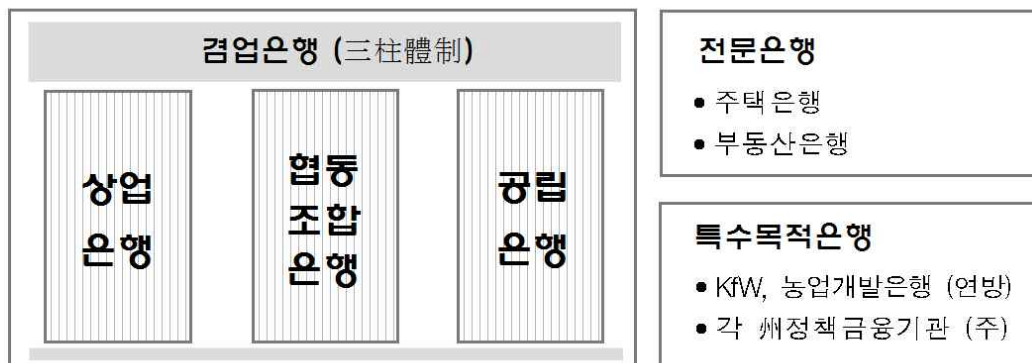 겸업은행 (三柱體制)
상업
은행
협동
조합
은행
공립
은행
전문은행
• 주택은행
• 부동산은행
특수목적은행
• KfW, 농업개발은행 (연방)
• 각 州정책금융기관 (주)